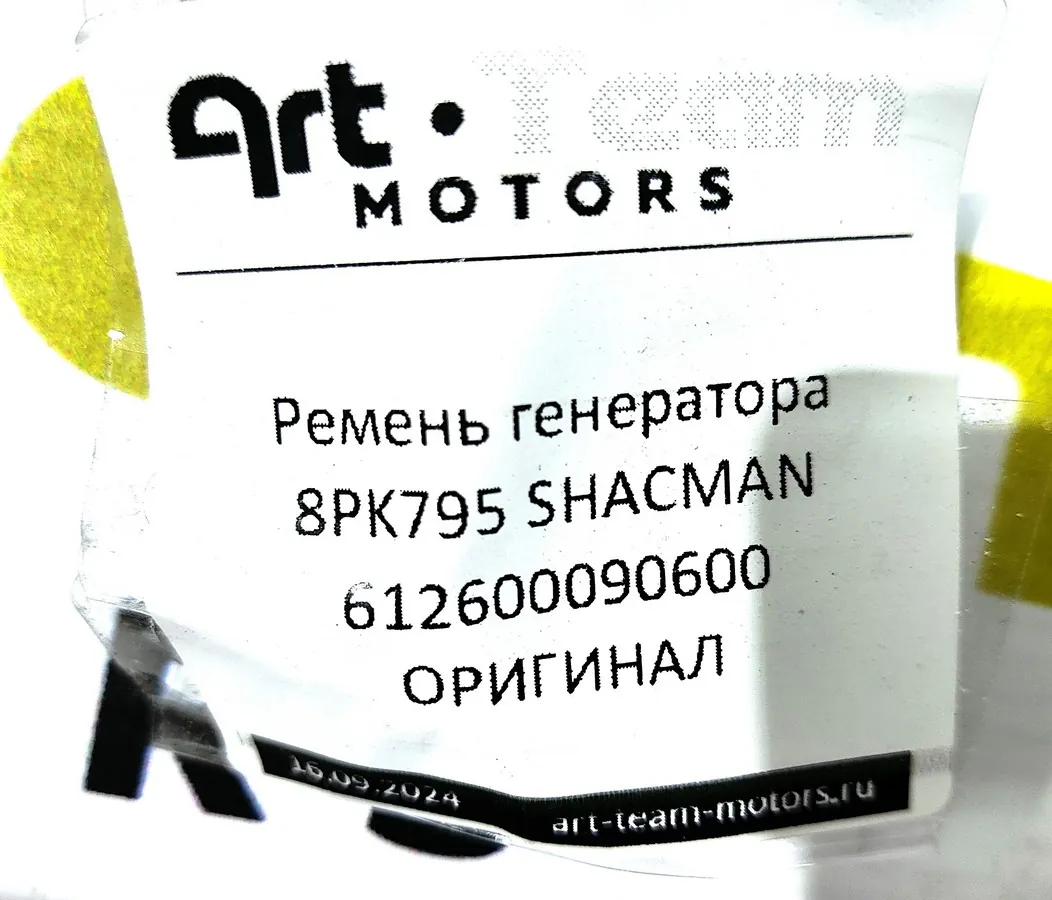 art • Team
MOTORS
Ремень генератора
8PK795 SHACMAN
612600090600
ОРИГИНАЛ
16.09.2024
art-team-motors.ru